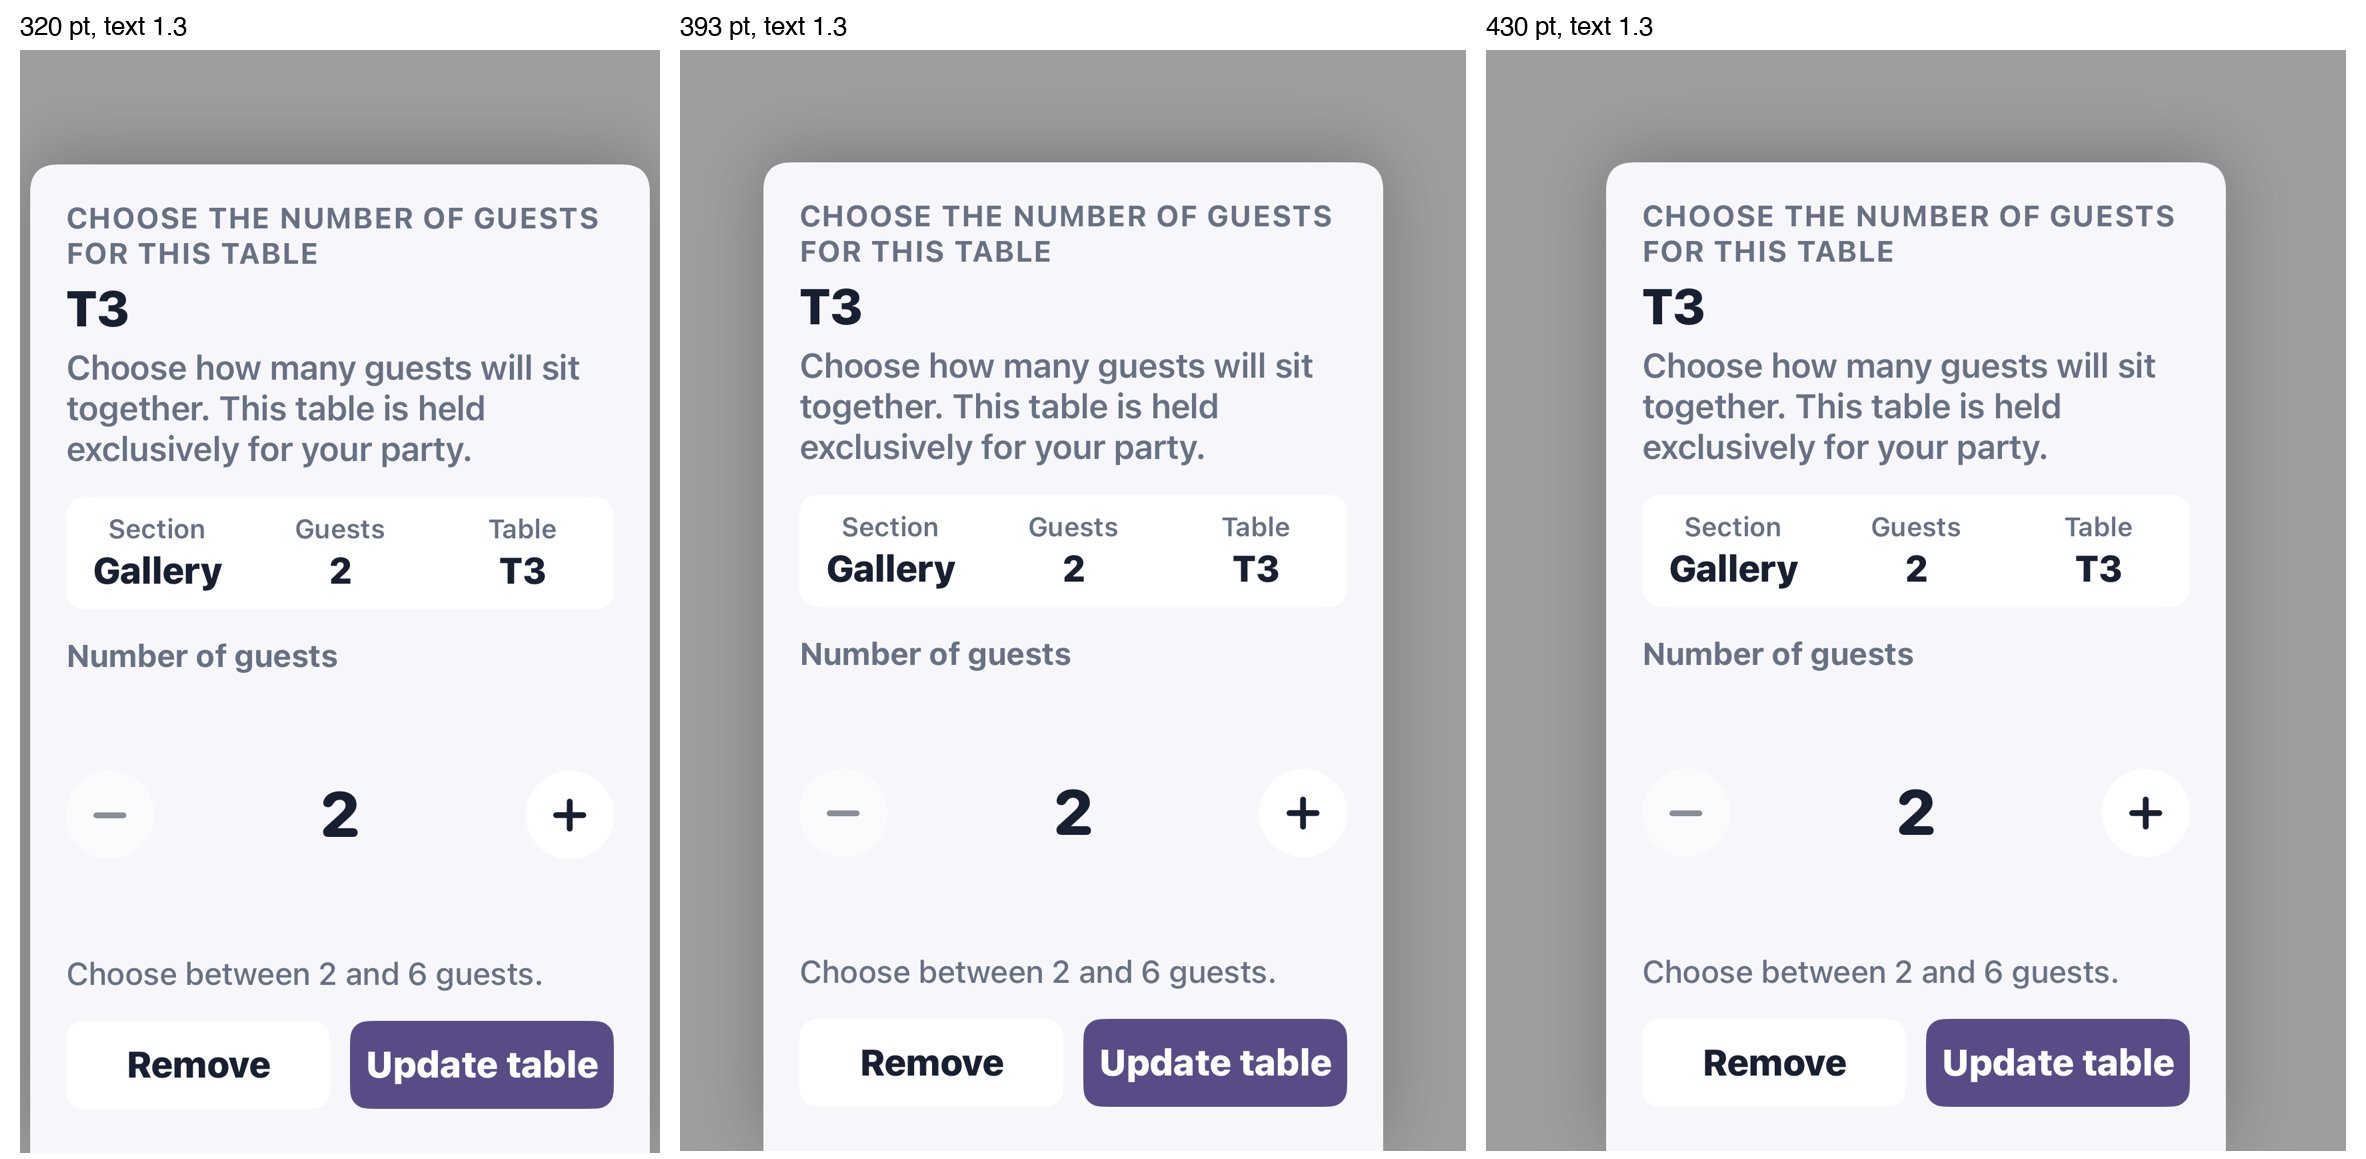 320 pt, text 1.3
CHOOSE THE NUMBER OF GUESTS
FOR THIS TABLE
T3
Choose how many guests will sit
together. This table is held
exclusively for your party.
Section Guests Table
Gallery 2 T3
Number of guests
− 2 +
Choose between 2 and 6 guests.
Remove Update table
393 pt, text 1.3
CHOOSE THE NUMBER OF GUESTS
FOR THIS TABLE
T3
Choose how many guests will sit
together. This table is held
exclusively for your party.
Section Guests Table
Gallery 2 T3
Number of guests
− 2 +
Choose between 2 and 6 guests.
Remove Update table
430 pt, text 1.3
CHOOSE THE NUMBER OF GUESTS
FOR THIS TABLE
T3
Choose how many guests will sit
together. This table is held
exclusively for your party.
Section Guests Table
Gallery 2 T3
Number of guests
− 2 +
Choose between 2 and 6 guests.
Remove Update table